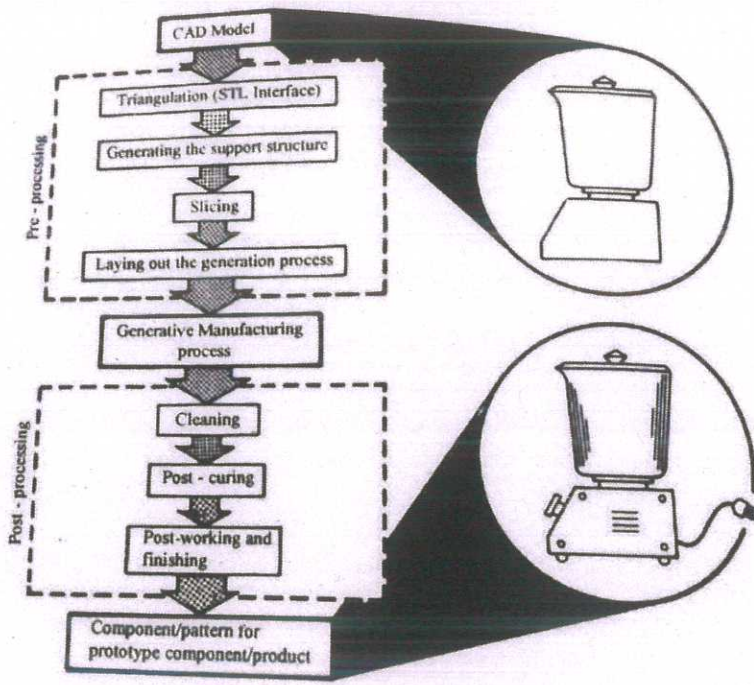 CAD Model
Triangulation (STL Interface)
Generating the support structure
Slicing
Laying out the generation process
Pre - processing
Generative Manufacturing
process
Cleaning
Post - curing
Post-working and
finishing
Post - processing
Component/pattern for
prototype component/product